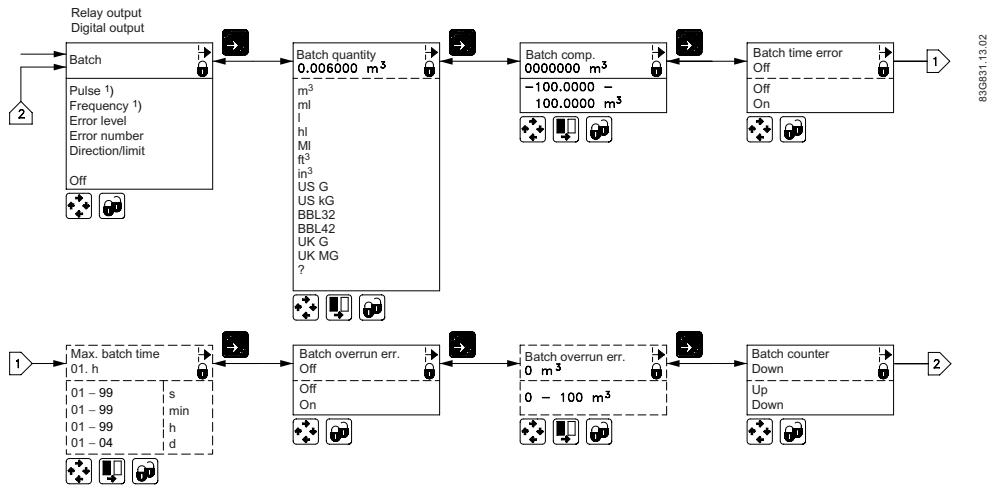 Relay output
Digital output
Batch
Pulse 1)
Frequency 1)
Error level
Error number
Direction/limit
Off
2
Batch quantity
0.006000 m³
m³
ml
l
hl
Ml
ft³
in³
US G
US kG
BBL32
BBL42
UK G
UK MG
?
Batch comp.
0000000 m³
−100.0000 −
100.0000 m³
Batch time error
Off
Off
On
1
83G831.13.02
1
Max. batch time
01. h
01 – 99 s
01 – 99 min
01 – 99 h
01 – 04 d
Batch overrun err.
Off
Off
On
Batch overrun err.
0 m³
0 − 100 m³
Batch counter
Down
Up
Down
2